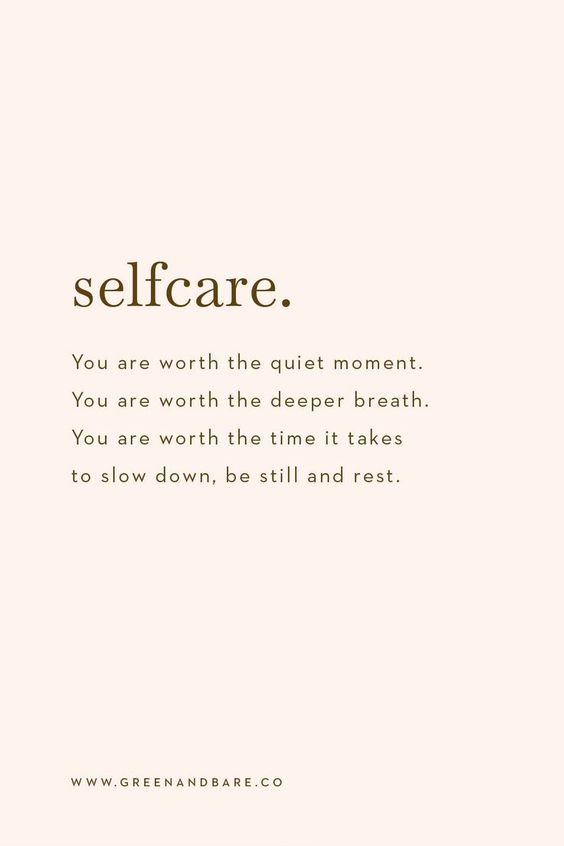 selfcare.
You are worth the quiet moment.
You are worth the deeper breath.
You are worth the time it takes
to slow down, be still and rest.
WWW.GREENANDBARE.CO